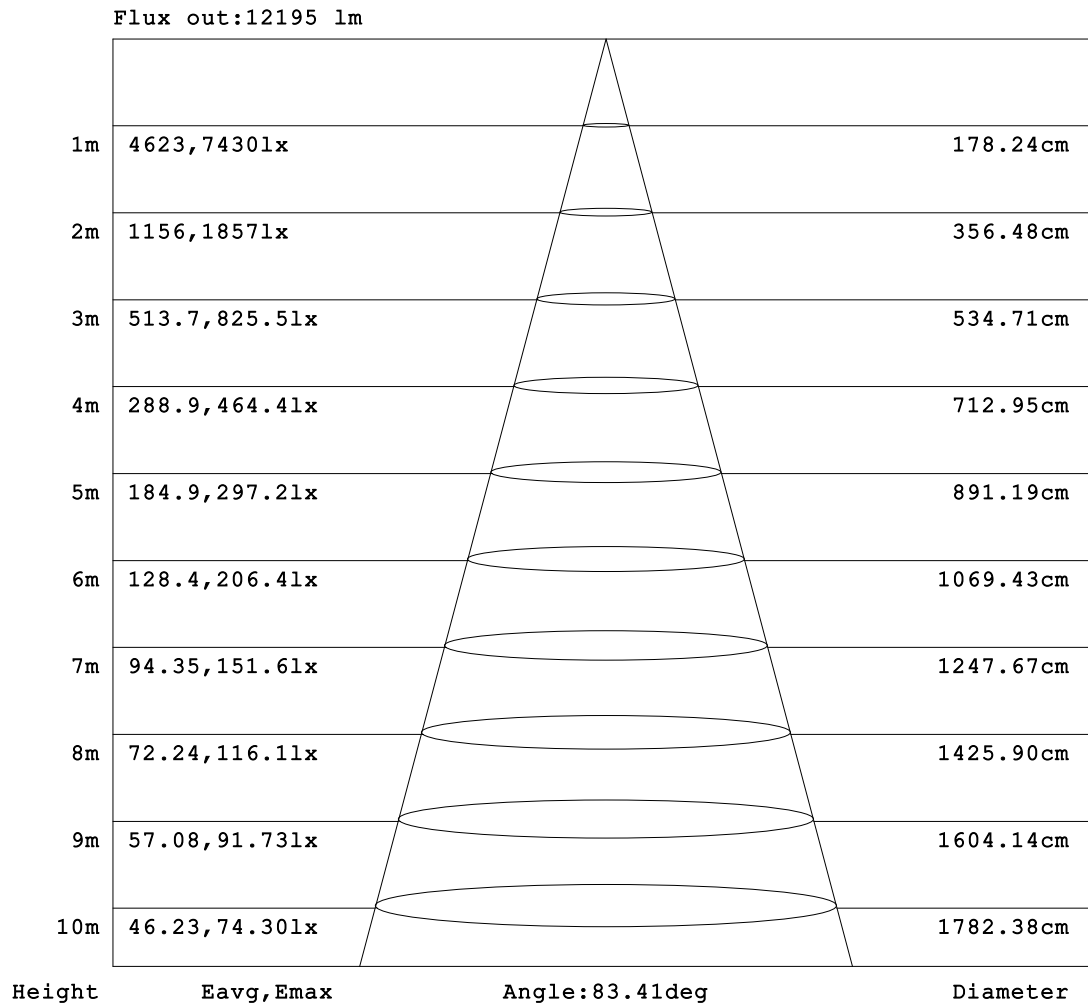 Flux out:12195 lm
1m 4623,7430lx 178.24cm
2m 1156,1857lx 356.48cm
3m 513.7,825.5lx 534.71cm
4m 288.9,464.4lx 712.95cm
5m 184.9,297.2lx 891.19cm
6m 128.4,206.4lx 1069.43cm
7m 94.35,151.6lx 1247.67cm
8m 72.24,116.1lx 1425.90cm
9m 57.08,91.73lx 1604.14cm
10m 46.23,74.30lx 1782.38cm
Height Eavg,Emax Angle:83.41deg Diameter